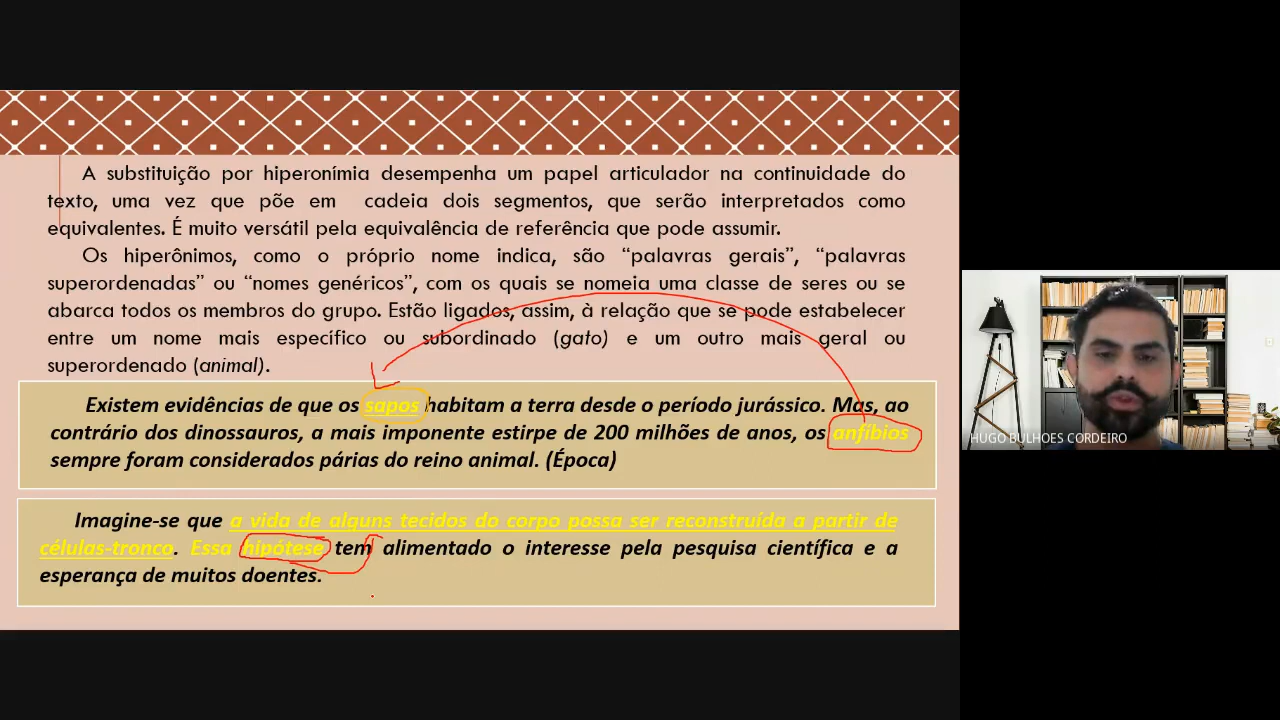 A substituição por hiperonímia desempenha um papel articulador na continuidade do
texto, uma vez que põe em cadeia dois segmentos, que serão interpretados como
equivalentes. É muito versátil pela equivalência de referência que pode assumir.
Os hiperônimos, como o próprio nome indica, são “palavras gerais”, “palavras
superordenadas” ou “nomes genéricos”, com os quais se nomeia uma classe de seres ou se
abarca todos os membros do grupo. Estão ligados, assim, à relação que se pode estabelecer
entre um nome mais específico ou subordinado (gato) e um outro mais geral ou
superordenado (animal).
Existem evidências de que os sapos habitam a terra desde o período jurássico. Mas, ao
contrário dos dinossauros, a mais imponente estirpe de 200 milhões de anos, os anfíbios
sempre foram considerados párias do reino animal. (Época)
Imagine-se que a vida de alguns tecidos do corpo possa ser reconstruída a partir de
células-tronco. Essa hipótese tem alimentado o interesse pela pesquisa científica e a
esperança de muitos doentes.
HUGO BULHOES CORDEIRO